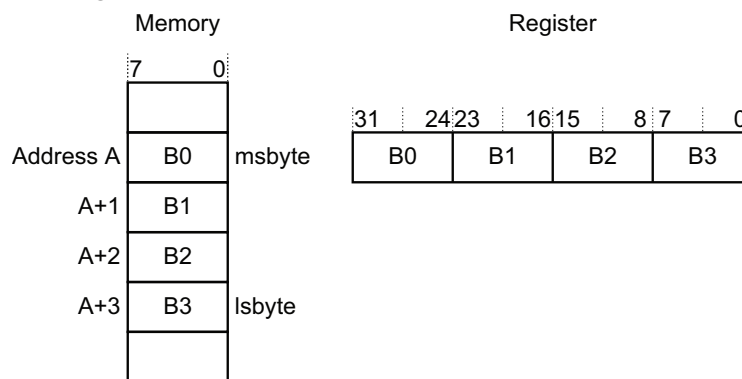 Memory Register
7 0
31 24 23 16 15 8 7 0
Address A B0 msbyte B0 B1 B2 B3
A+1 B1
A+2 B2
A+3 B3 lsbyte